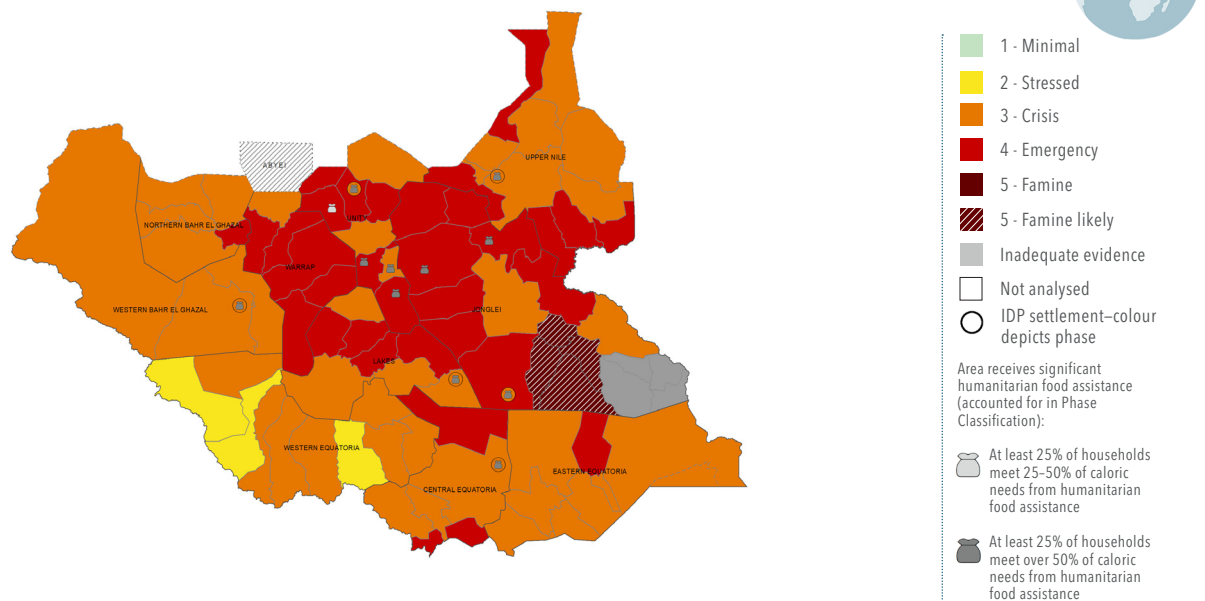 ABYEI
UPPER NILE
UNITY
NORTHERN BAHR EL GHAZAL
WARRAP
WESTERN BAHR EL GHAZAL
JONGLEI
LAKES
WESTERN EQUATORIA
EASTERN EQUATORIA
CENTRAL EQUATORIA
1 - Minimal
2 - Stressed
3 - Crisis
4 - Emergency
5 - Famine
5 - Famine likely
Inadequate evidence
Not analysed
IDP settlement–colour
depicts phase
Area receives significant
humanitarian food assistance
(accounted for in Phase
Classification):
At least 25% of households
meet 25–50% of caloric
needs from humanitarian
food assistance
At least 25% of households
meet over 50% of caloric
needs from humanitarian
food assistance